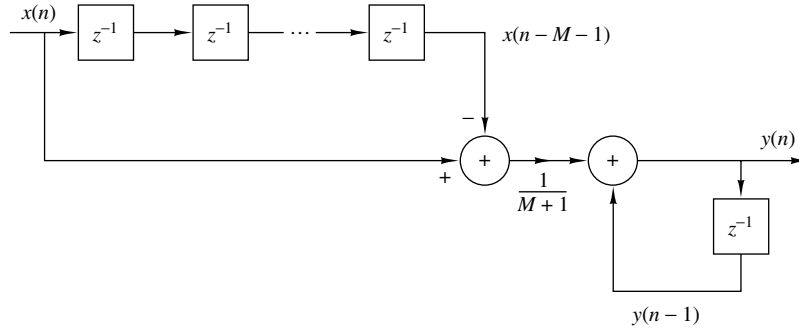 x(n)
z⁻¹
z⁻¹
...
z⁻¹
x(n − M − 1)
−
+
+
+
1
M + 1
y(n)
z⁻¹
y(n − 1)